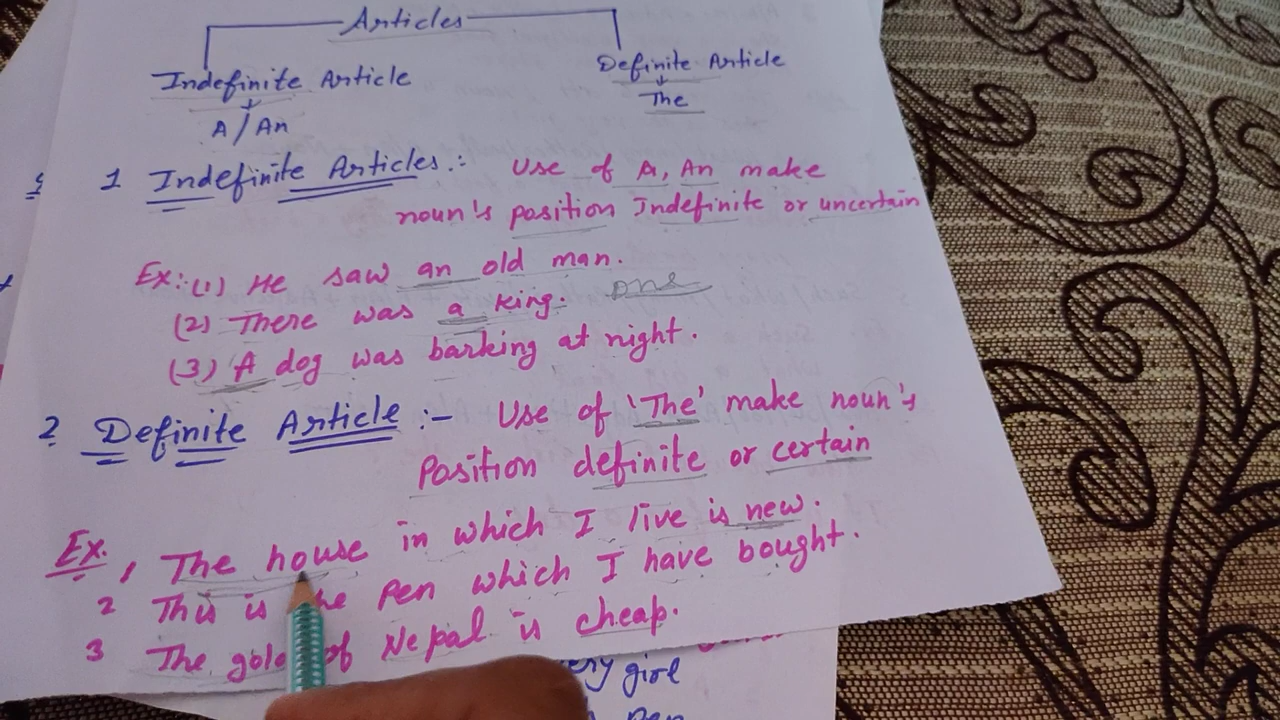 Articles
Indefinite Article
Definite Article
A / An
The
1 Indefinite Articles :- Use of A, An make
noun's position Indefinite or uncertain
Ex:- (1) He saw an old man.
one
(2) There was a king.
(3) A dog was barking at night.
2 Definite Article :- Use of 'The' make noun's
Position definite or certain
Ex. 1 The house in which I live is new.
2 This is the Pen which I have bought.
3 The gold of Nepal is cheap.
girl
Pen